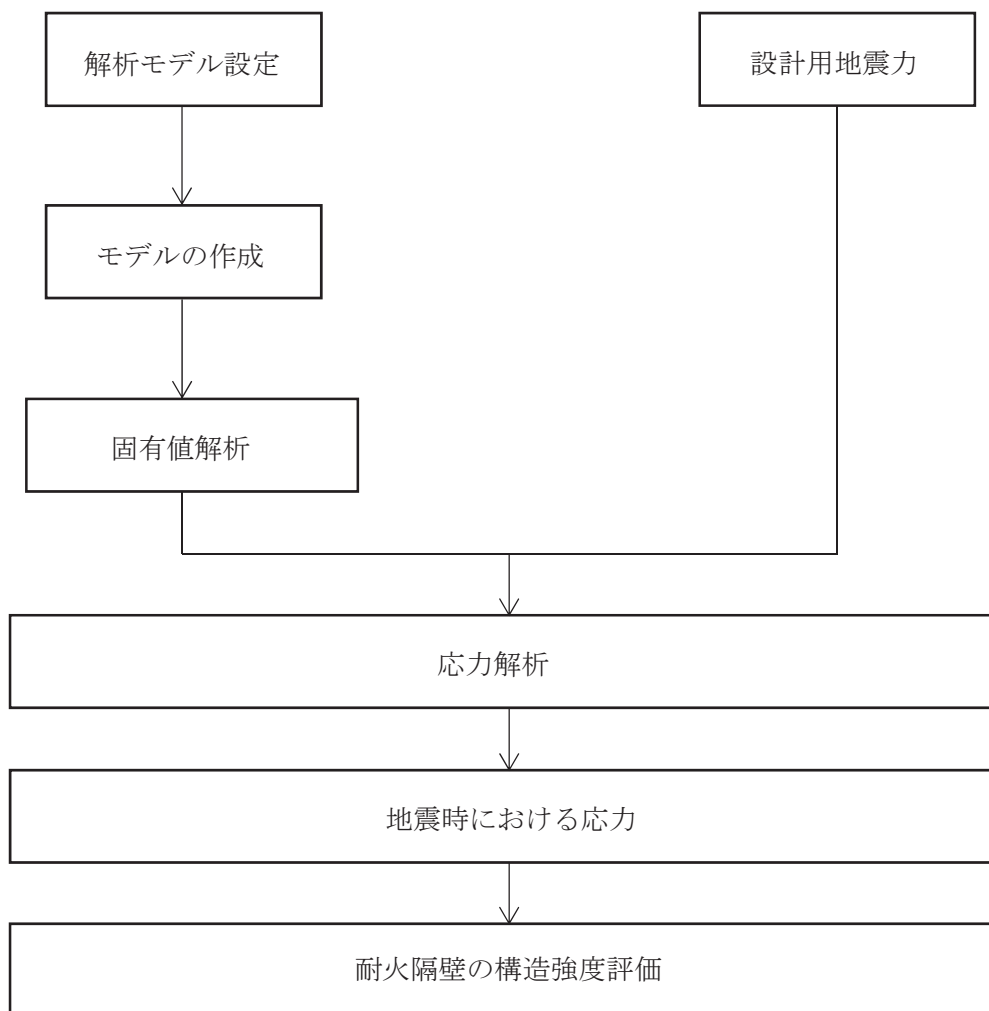 解析モデル設定
設計用地震力
モデルの作成
固有値解析
応力解析
地震時における応力
耐火隔壁の構造強度評価